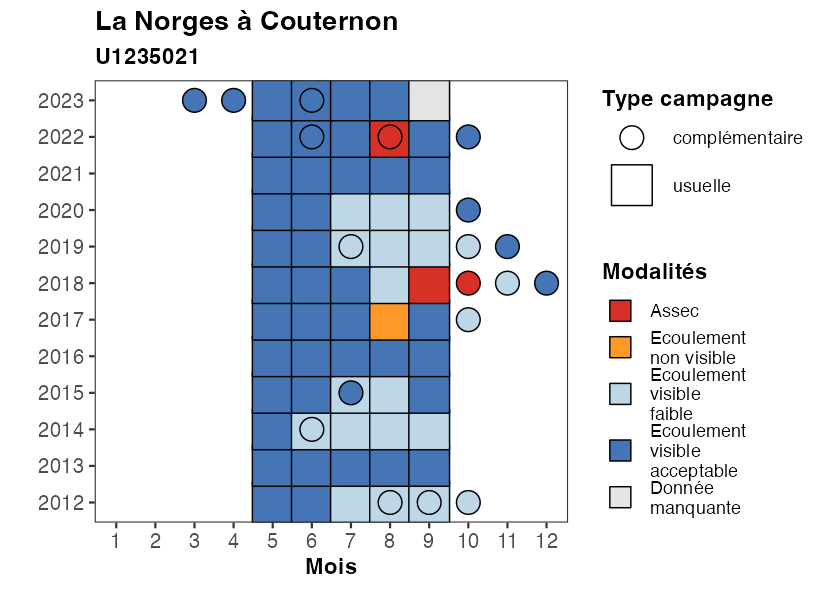 La Norges à Couternon
U1235021
2023
2022
2021
2020
2019
2018
2017
2016
2015
2014
2013
2012
1 2 3 4 5 6 7 8 9 10 11 12
Mois
Type campagne
complémentaire
usuelle
Modalités
Assec
Ecoulement
non visible
Ecoulement
visible
faible
Ecoulement
visible
acceptable
Donnée
manquante